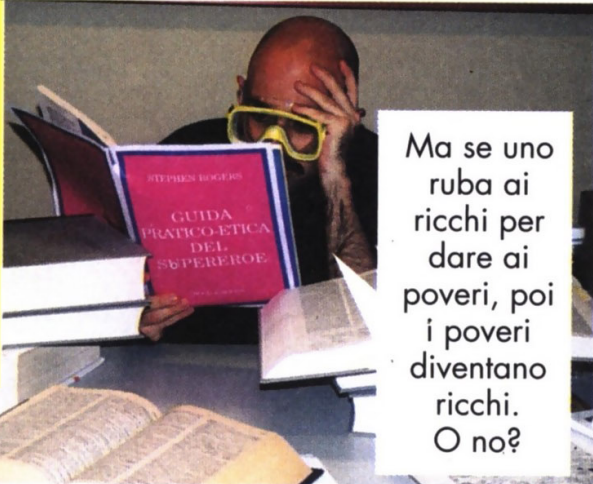 STEPHEN ROGERS
GUIDA
PRATICO-ETICA
DEL
SUPEREROE
Ma se uno
ruba ai
ricchi per
dare ai
poveri, poi
i poveri
diventano
ricchi.
O no?